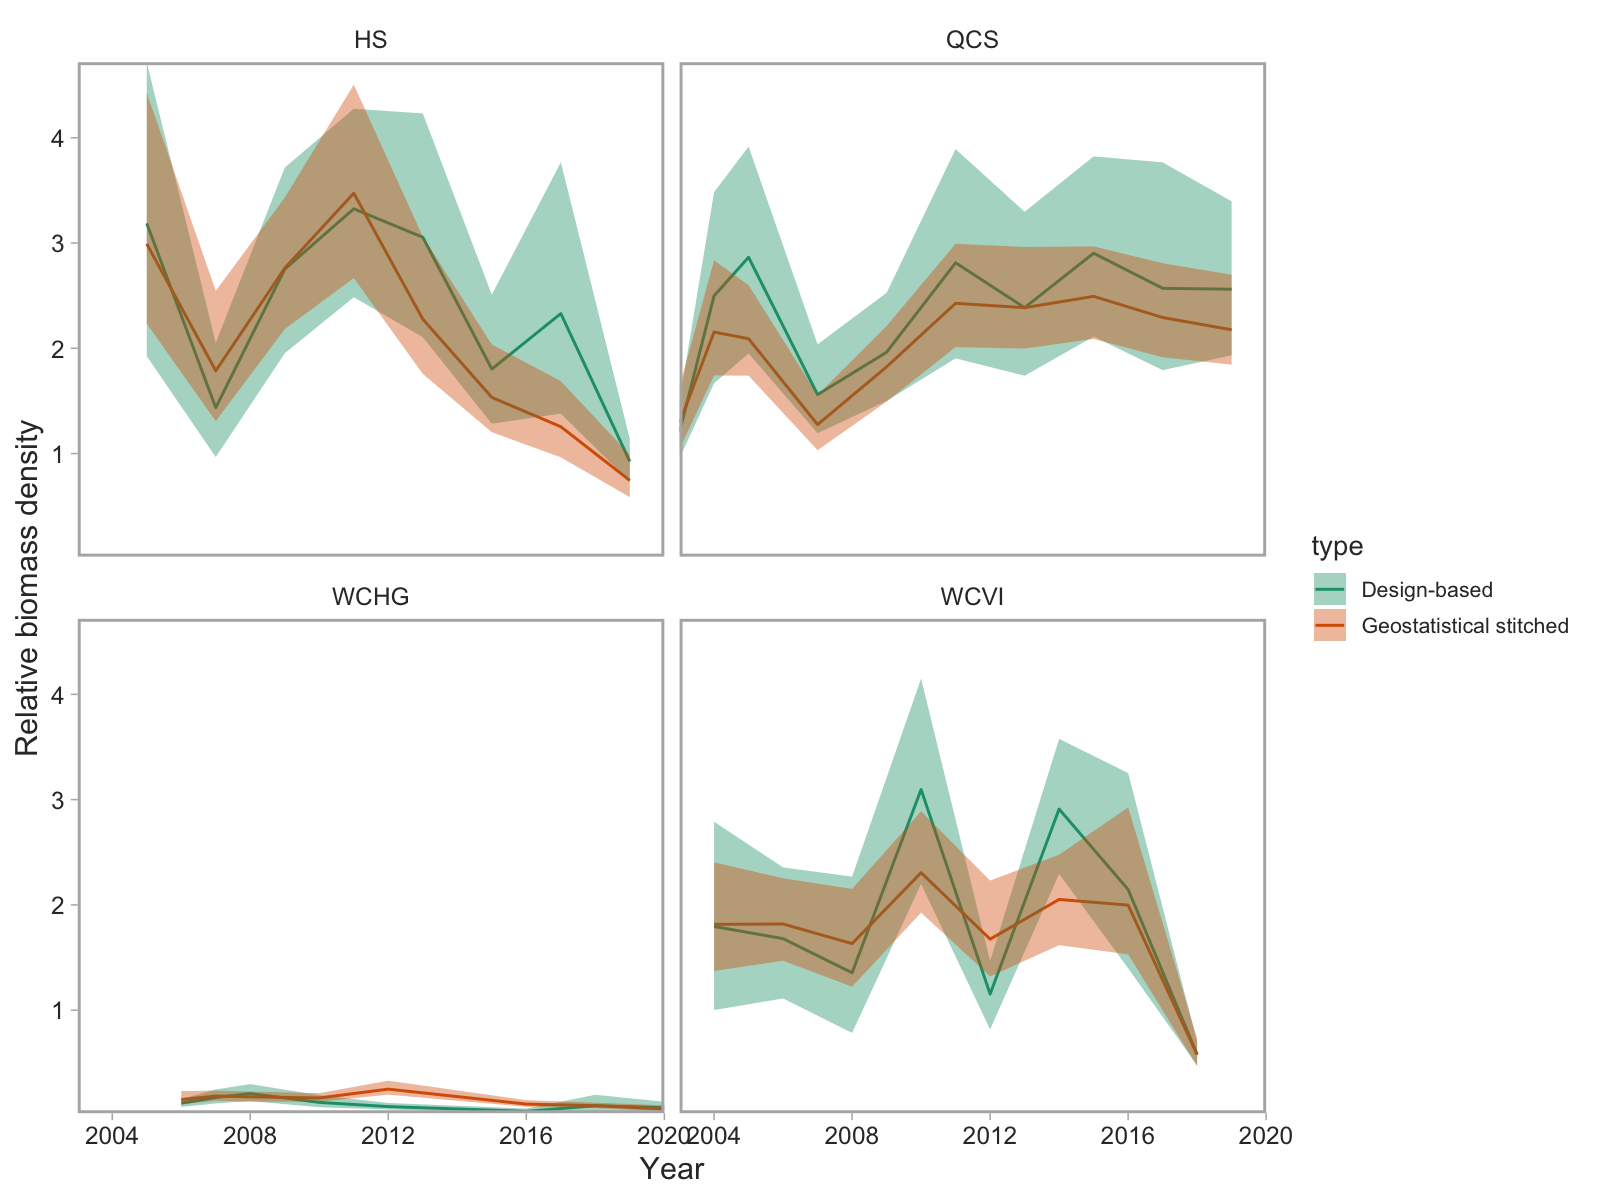 HS
QCS
4
3
2
1
WCHG
WCVI
4
3
2
1
2004 2008 2012 2016 2020
2004 2008 2012 2016 2020
Year
Relative biomass density
type
Design-based
Geostatistical stitched